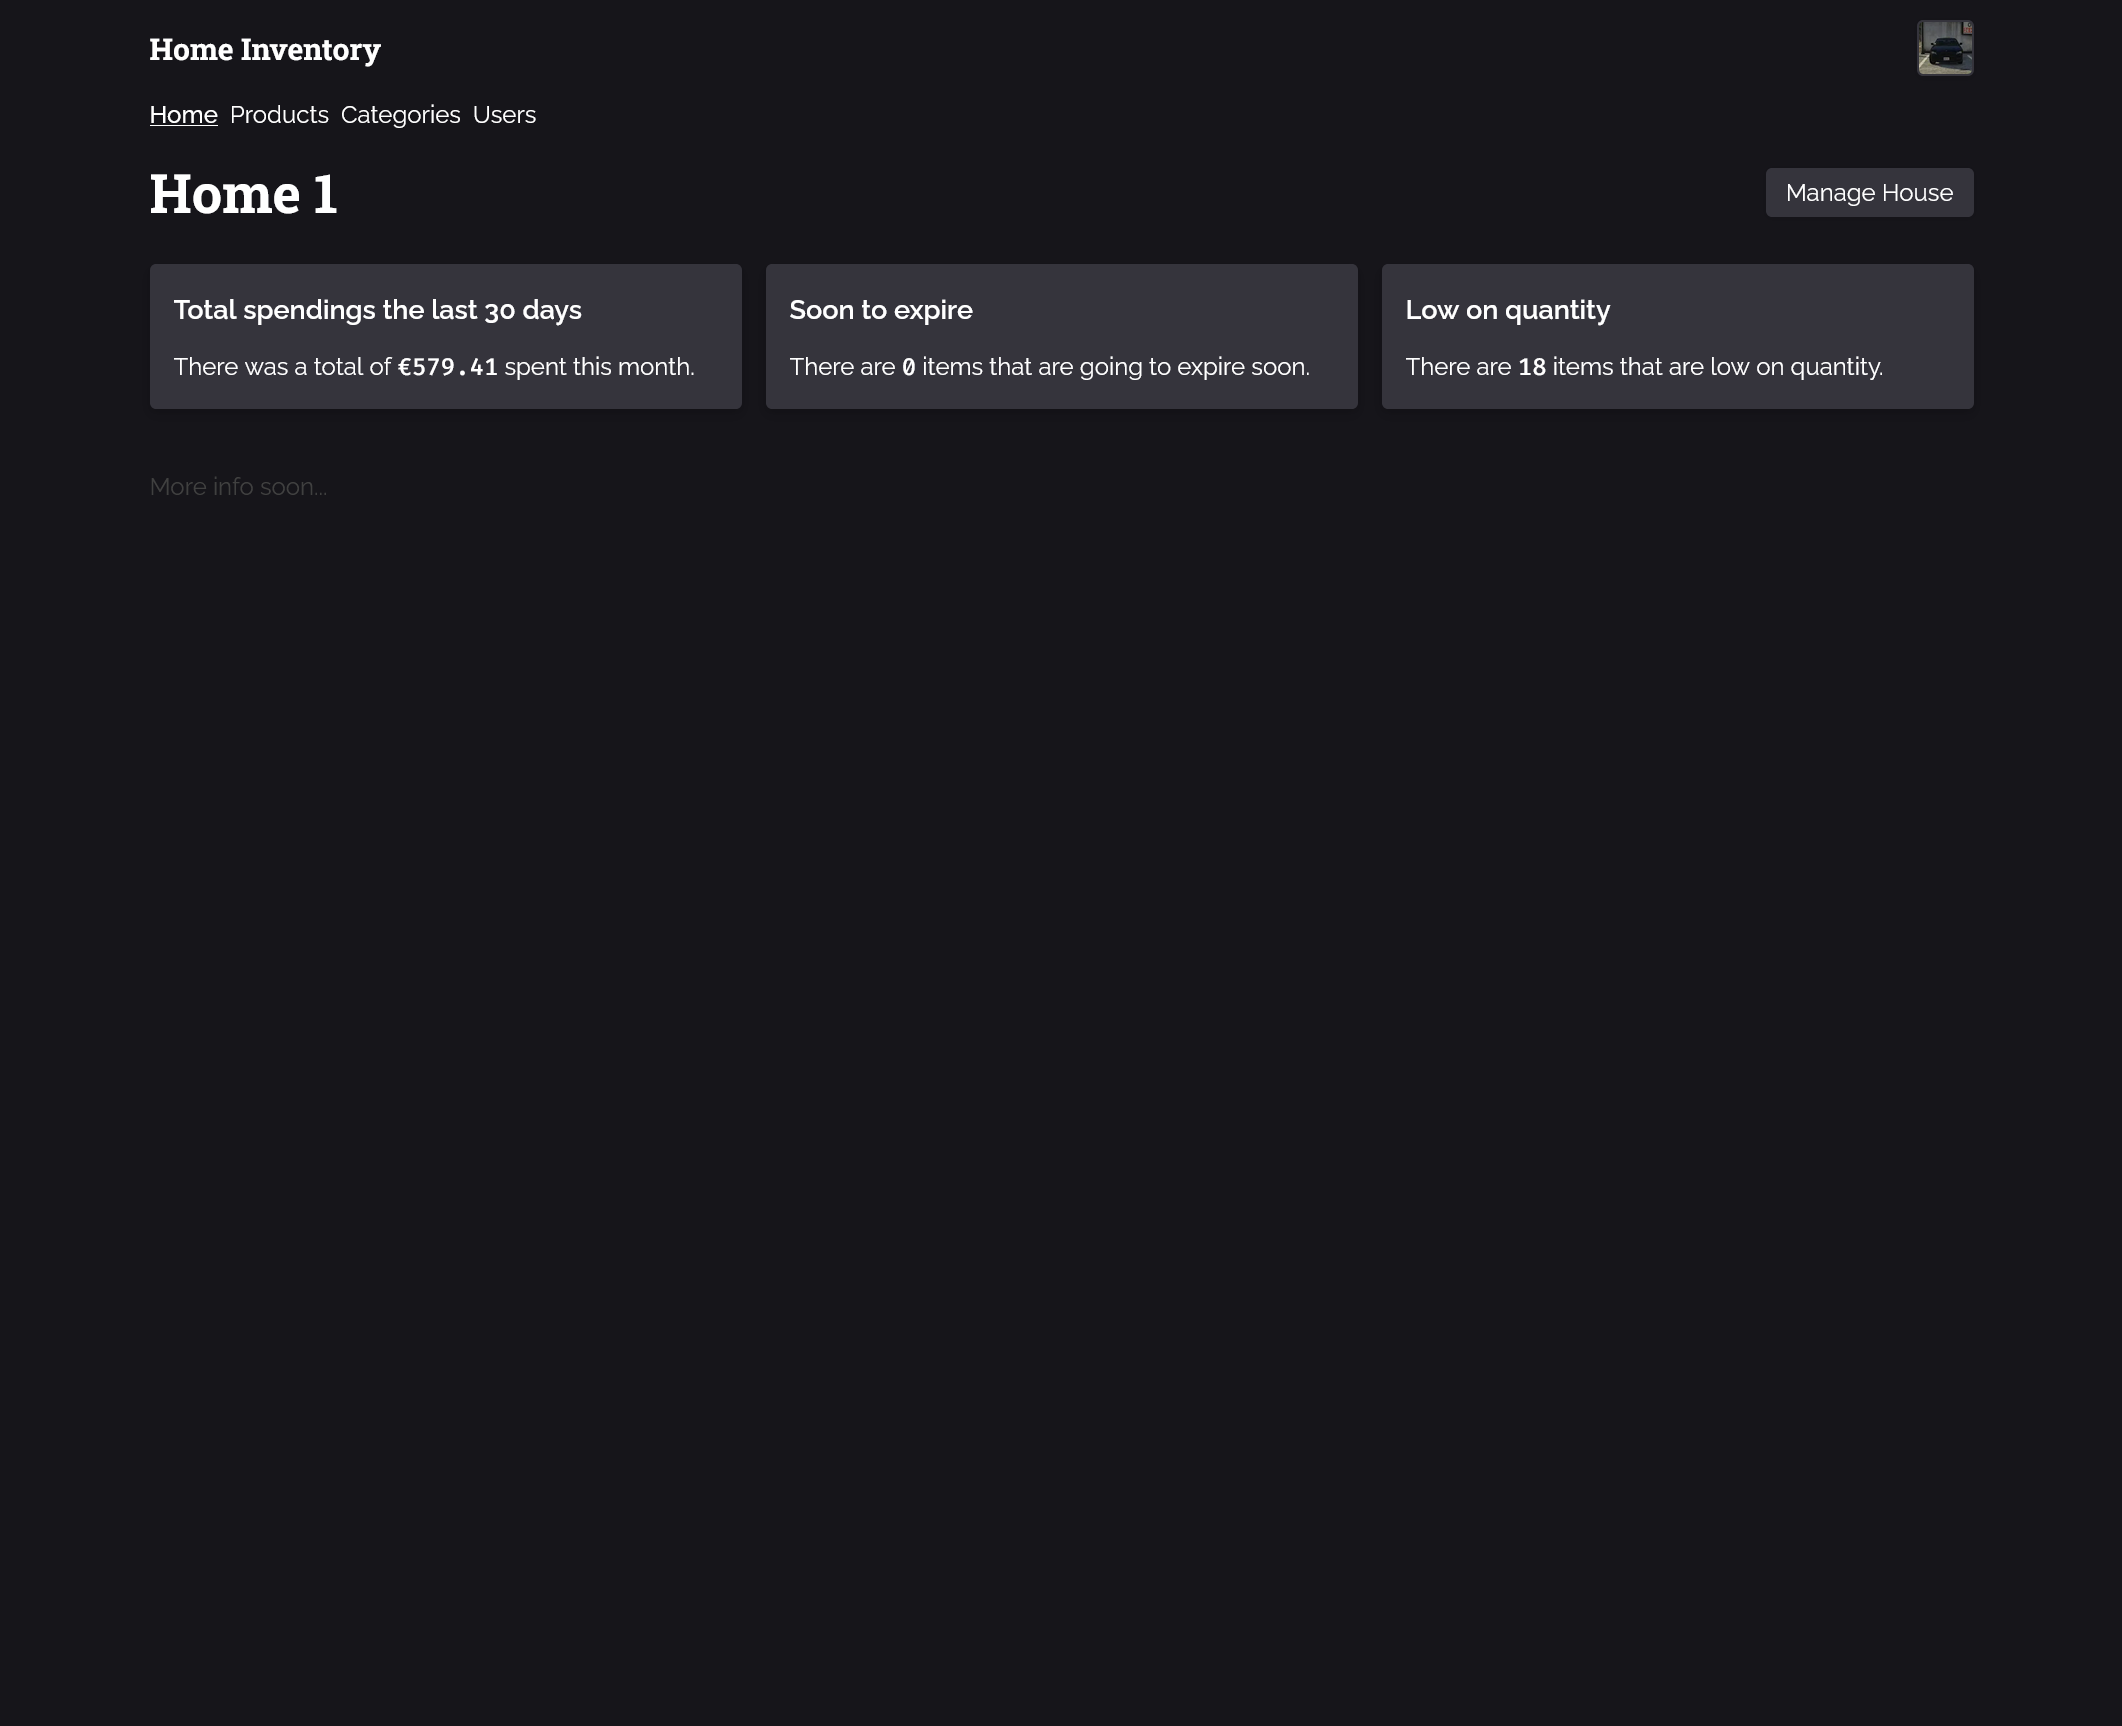 Home Inventory
Home Products Categories Users
Home 1
Manage House
Total spendings the last 30 days
There was a total of €579.41 spent this month.
Soon to expire
There are 0 items that are going to expire soon.
Low on quantity
There are 18 items that are low on quantity.
More info soon...